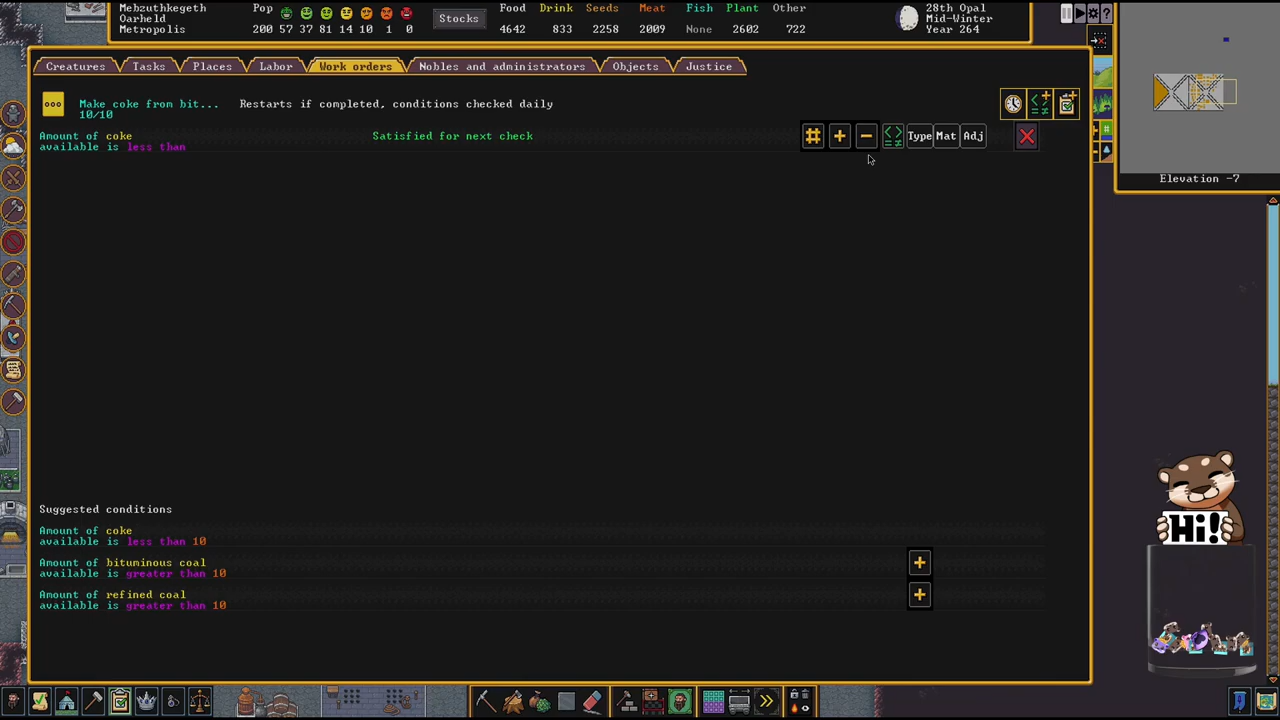 Mebzuthkegeth
Oarheld
Metropolis
Pop
200 57 37 81 14 10 1 0
Stocks
Food Drink Seeds Meat Fish Plant Other
4642 833 2258 2009 None 2602 722
28th Opal
Mid-Winter
Year 264
Creatures Tasks Places Labor Work orders Nobles and administrators Objects Justice
Make coke from bit... Restarts if completed, conditions checked daily
10/10
Amount of coke Satisfied for next check Type Mat Adj
available is less than
Elevation -7
Suggested conditions
Amount of coke
available is less than 10
Amount of bituminous coal
available is greater than 10
Amount of refined coal
available is greater than 10
Hi!